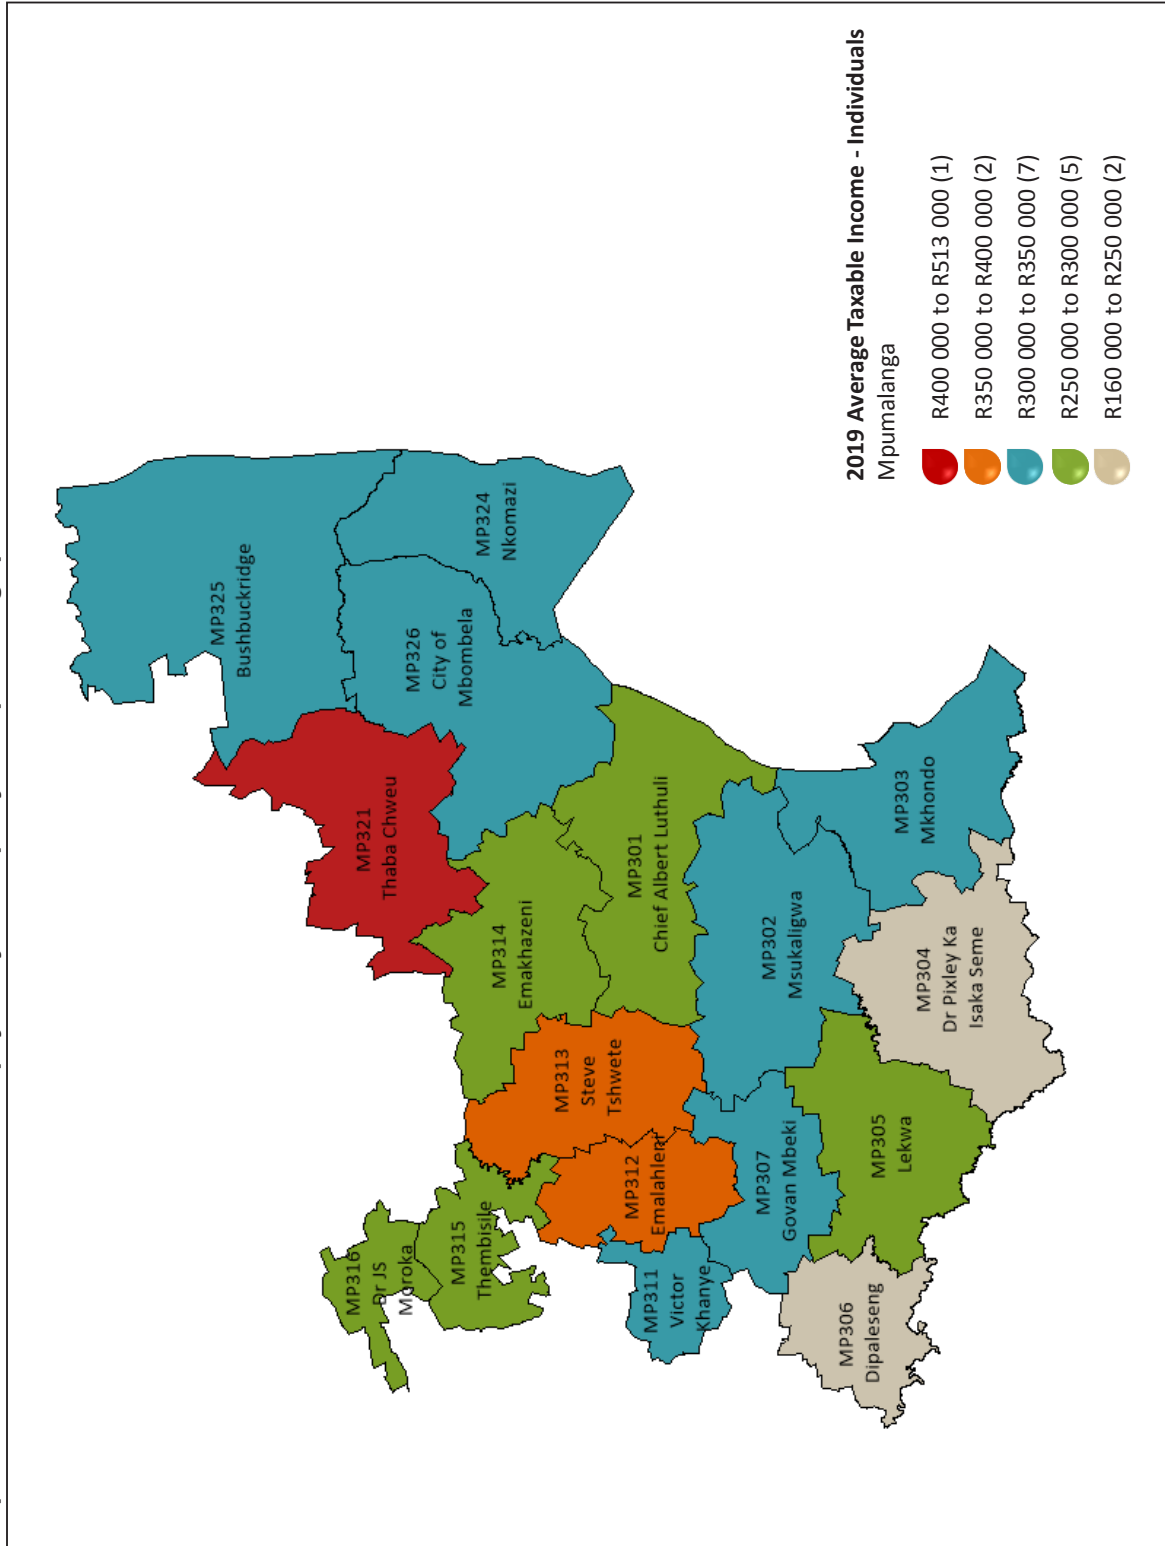 MP325
Bushbuckridge
MP324
Nkomazi
MP326
City of
Mbombela
MP321
Thaba Chweu
MP314
Emakhazeni
MP301
Chief Albert Luthuli
MP303
Mkhondo
MP302
Msukaligwa
MP304
Dr Pixley Ka
Isaka Seme
MP313
Steve
Tshwete
MP312
Emalahleni
MP307
Govan Mbeki
MP305
Lekwa
MP316
Dr JS
Moroka
MP315
Thembisile
MP311
Victor
Khanye
MP306
Dipaleseng
2019 Average Taxable Income - Individuals
Mpumalanga
R400 000 to R513 000 (1)
R350 000 to R400 000 (2)
R300 000 to R350 000 (7)
R250 000 to R300 000 (5)
R160 000 to R250 000 (2)